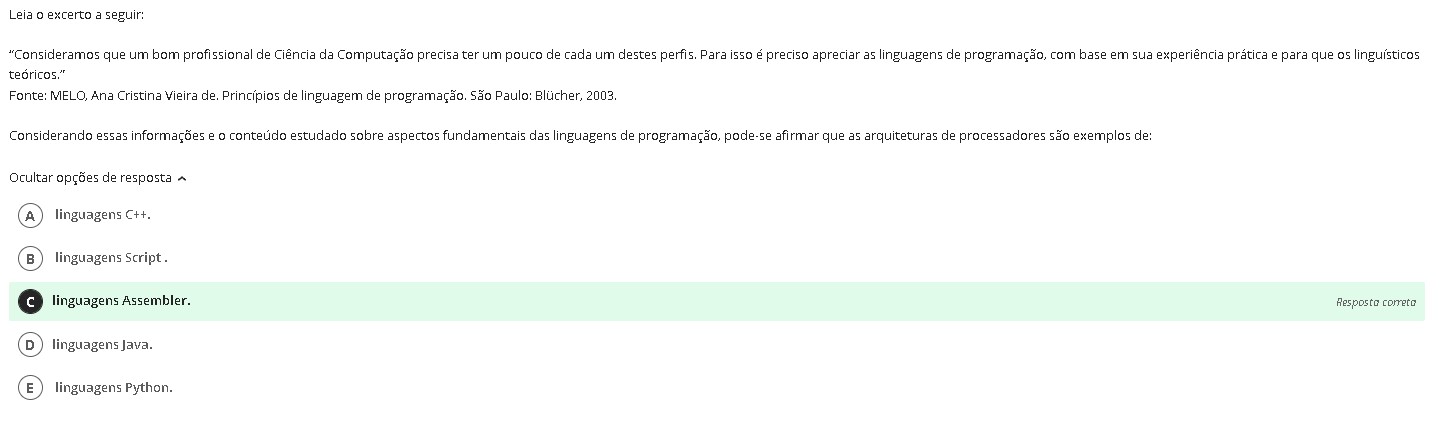 Leia o excerto a seguir:
“Consideramos que um bom profissional de Ciência da Computação precisa ter um pouco de cada um destes perfis. Para isso é preciso apreciar as linguagens de programação, com base em sua experiência prática e para que os linguísticos
teóricos.”
Fonte: MELO, Ana Cristina Vieira de. Princípios de linguagem de programação. São Paulo: Blücher, 2003.
Considerando essas informações e o conteúdo estudado sobre aspectos fundamentais das linguagens de programação, pode-se afirmar que as arquiteturas de processadores são exemplos de:
Ocultar opções de resposta
A linguagens C++.
B linguagens Script .
C linguagens Assembler. Resposta correta
D linguagens Java.
E linguagens Python.